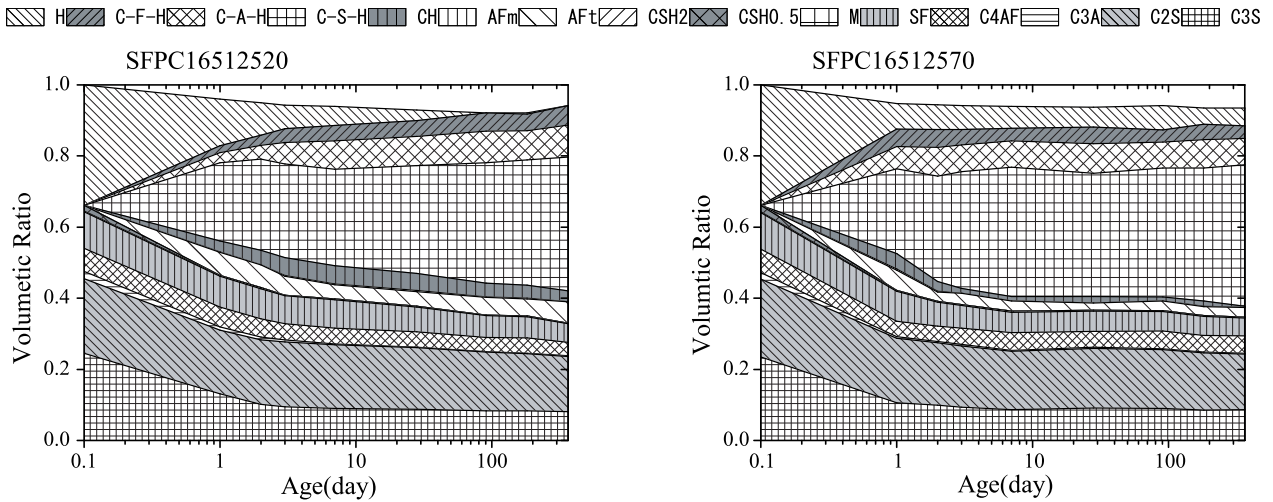 H C-F-H C-A-H C-S-H CH AFm AFt CSH2 CSH0.5 M SF C4AF C3A C2S C3S
SFPC16512520
SFPC16512570
1.0
0.8
0.6
0.4
0.2
0.0
Volumetic Ratio
0.1 1 10 100
Age(day)
1.0
0.8
0.6
0.4
0.2
0.0
Volumtic Ratio
0.1 1 10 100
Age(day)